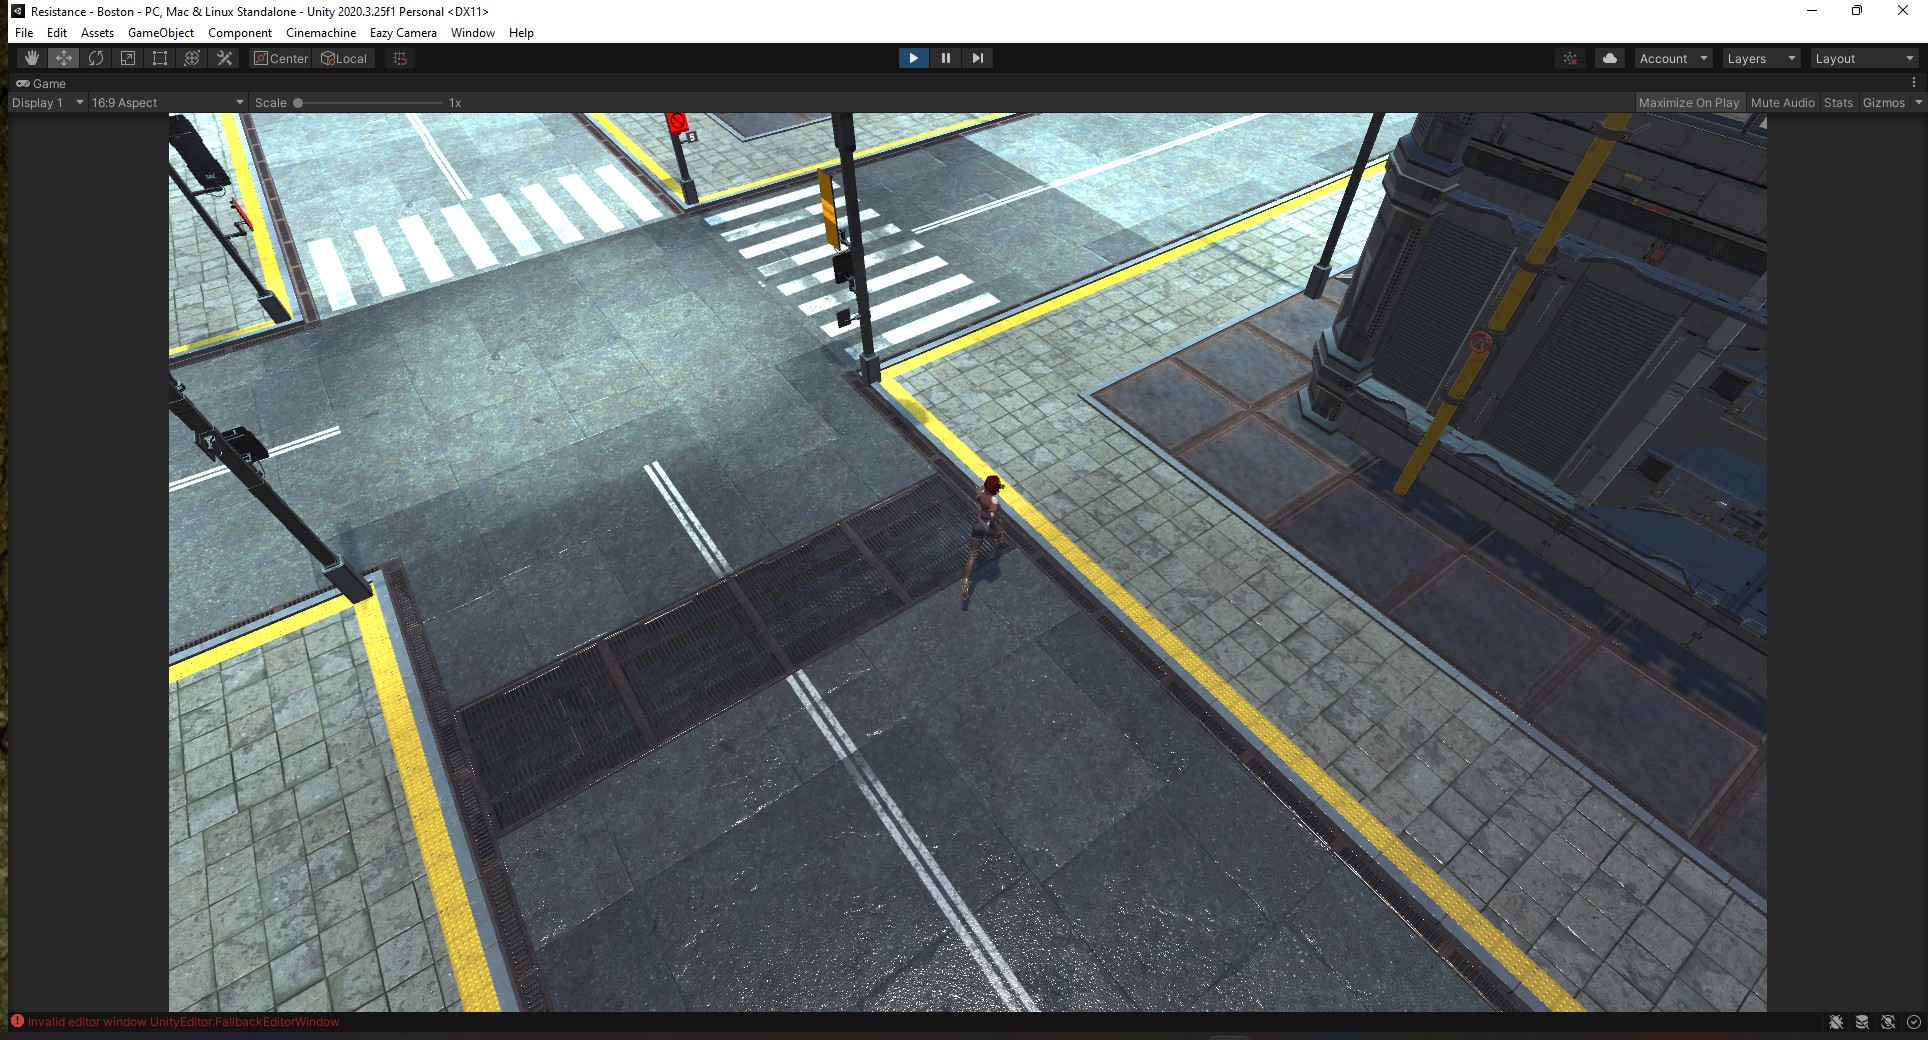 Resistance - Boston - PC, Mac & Linux Standalone - Unity 2020.3.25f1 Personal <DX11>
File Edit Assets GameObject Component Cinemachine Eazy Camera Window Help
Center Local Account Layers Layout
Game
Display 1 16:9 Aspect Scale 1x Maximize On Play Mute Audio Stats Gizmos
5
Invalid editor window UnityEditor.FallbackEditorWindow